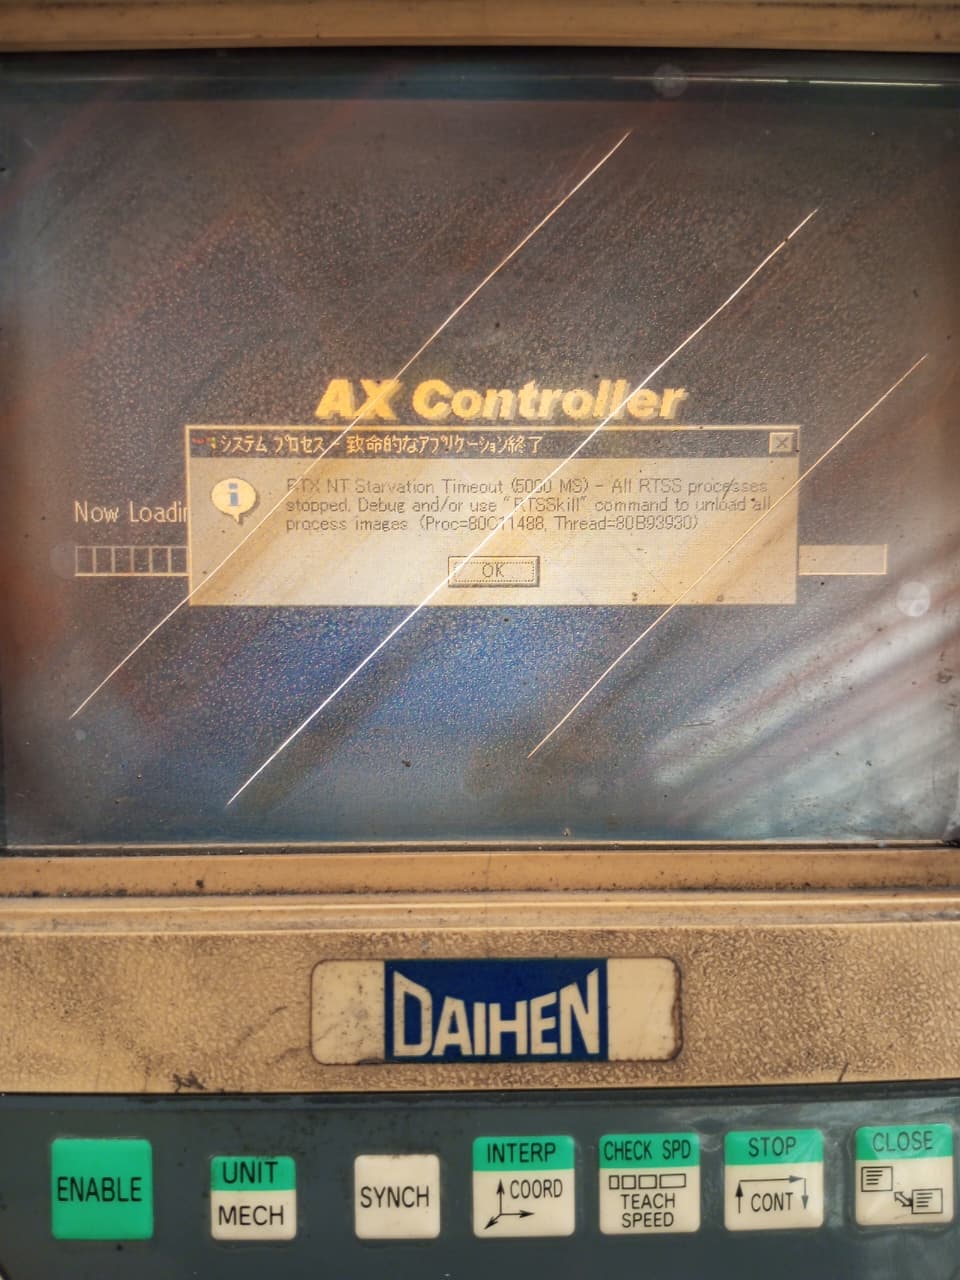 AX Controller
システム プロセス - 致命的なアプリケーション終了
RTX NT Starvation Timeout (5000 MS) - All RTSS processes
stopped. Debug and/or use "RTSSkill" command to unload all
process images (Proc=80C11488, Thread=80B93930)
Now Loadin
OK
DAIHEN
ENABLE
UNIT
MECH
SYNCH
INTERP
COORD
CHECK SPD
TEACH
SPEED
STOP
CONT
CLOSE